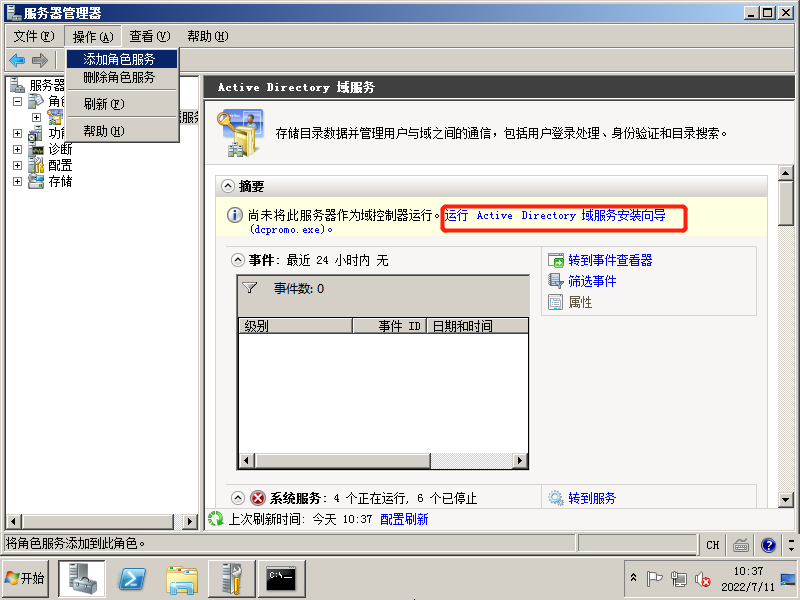 服务器管理器
文件(F) 操作(A) 查看(V) 帮助(H)
添加角色服务
删除角色服务
刷新(F)
帮助(H)
服务器
角色
服务
功能
诊断
配置
存储
Active Directory 域服务
存储目录数据并管理用户与域之间的通信，包括用户登录处理、身份验证和目录搜索。
摘要
尚未将此服务器作为域控制器运行。运行 Active Directory 域服务安装向导
(dcpromo.exe)。
事件: 最近 24 小时内 无
事件数: 0
级别 事件 ID 日期和时间
转到事件查看器
筛选事件
属性
系统服务: 4 个正在运行, 6 个已停止
转到服务
上次刷新时间: 今天 10:37 配置刷新
将角色服务添加到此角色。
CH
开始
C:\_
10:37
2022/7/11